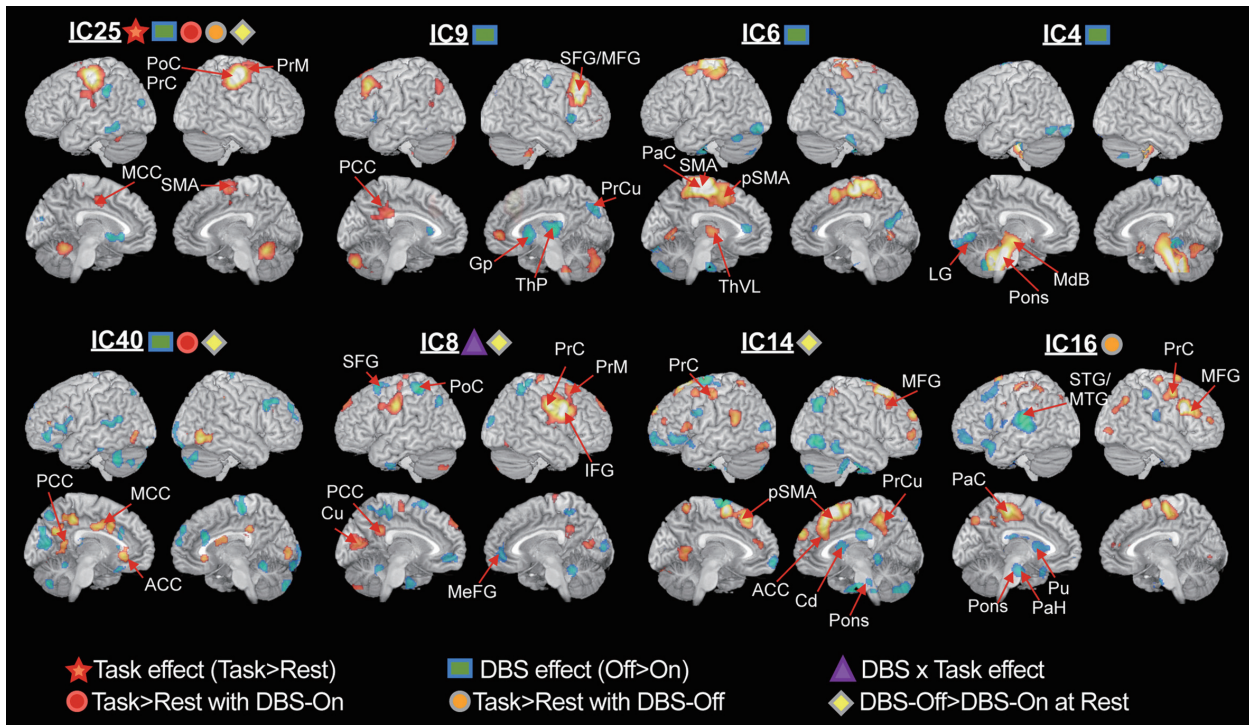 IC25
PoC
PrC
PrM
MCC
SMA
IC9
SFG/MFG
PCC
PrCu
Gp
ThP
IC6
PaC
SMA
pSMA
ThVL
IC4
LG
MdB
Pons
IC40
PCC
MCC
ACC
IC8
SFG
PoC
PrC
PrM
IFG
PCC
Cu
MeFG
IC14
PrC
MFG
pSMA
PrCu
ACC
Cd
Pons
IC16
STG/
MTG
PrC
MFG
PaC
Pu
Pons
PaH
Task effect (Task>Rest)
DBS effect (Off>On)
DBS x Task effect
Task>Rest with DBS-On
Task>Rest with DBS-Off
DBS-Off>DBS-On at Rest